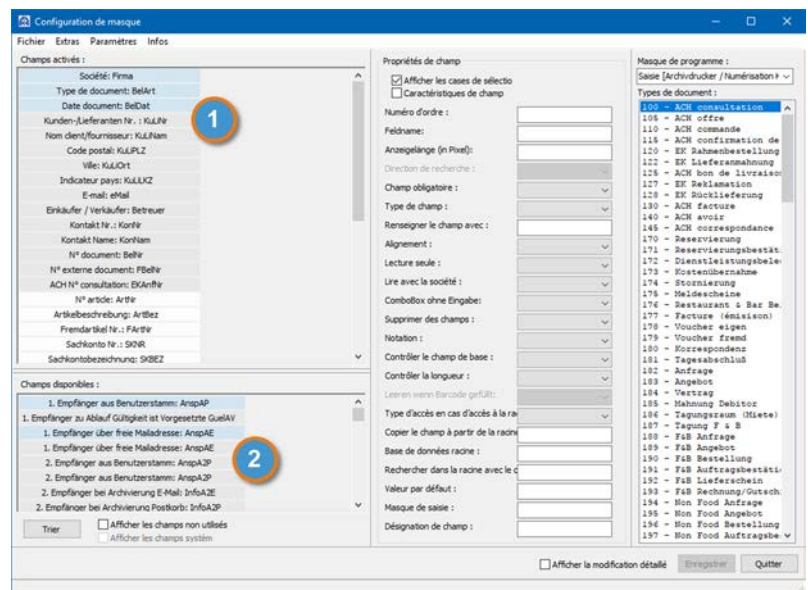 Configuration de masque
Fichier Extras Paramètres Infos
Champs activés :
Société: Firma
Type de document: BelArt
Date document: BelDat
Kunden-/Lieferanten Nr. : KuLiNr
Nom client/fournisseur: KuLiNam
Code postal: KuLiPLZ
Ville: KuLiOrt
Indicateur pays: KuLiLKZ
E-mail: eMail
Einkäufer / Verkäufer: Betreuer
Kontakt Nr.: KonNr
Kontakt Name: KonNam
N° document: BelNr
N° externe document: FBelNr
ACH N° consultation: EKAnfNr
N° article: ArtNr
Artikelbeschreibung: ArtBez
Fremdartikel Nr.: FArtNr
Sachkonto Nr.: SKNR
Sachkontobezeichnung: SKBEZ
1
Champs disponibles :
1. Empfänger aus Benutzerstamm: AnspAP
1. Empfänger zu Ablauf Gültigkeit ist Vorgesetzte GuelAV
1. Empfänger über freie Mailadresse: AnspAE
1. Empfänger über freie Mailadresse: AnspAE
2. Empfänger aus Benutzerstamm: AnspA2P
2. Empfänger aus Benutzerstamm: AnspA2P
2. Empfänger bei Archivierung E-Mail: InfoA2E
2. Empfänger bei Archivierung Postkorb: InfoA2P
2
Trier
Afficher les champs non utilisés
Afficher les champs systém
Propriétés de champ
Afficher les cases de sélectio
Caractéristiques de champ
Numéro d'ordre :
Feldname:
Anzeigelänge (in Pixel):
Direction de recherche :
Champ obligatoire :
Type de champ :
Renseigner le champ avec :
Alignement :
Lecture seule :
Lire avec la société :
ComboBox ohne Eingabe:
Supprimer des champs :
Notation :
Contrôler le champ de base :
Contrôler la longueur :
Leeren wenn Barcode gefüllt:
Type d'accès en cas d'accès à la ra
Copier le champ à partir de la racine
Base de données racine :
Rechercher dans la racine avec le c
Valeur par défaut :
Masque de saisie :
Désignation de champ :
Masque de programme :
Saisie [Archivdrucker / Numérisation
Types de document :
100 - ACH consultation
105 - ACH offre
110 - ACH commande
115 - ACH confirmation de
120 - EK Rahmenbestellung
122 - EK Lieferanmahnung
125 - ACH bon de livraison
127 - EK Reklamation
128 - EK Rücklieferung
130 - ACH facture
140 - ACH avoir
145 - ACH correspondance
170 - Reservierung
171 - Reservierungsbestät:
172 - Dienstleistungsbele
173 - Kostenübernahme
174 - Stornierung
175 - Meldescheine
176 - Restaurant & Bar Be
177 - Facture (émisison)
178 - Voucher eigen
179 - Voucher fremd
180 - Korrespondenz
181 - Tagesabschluß
182 - Anfrage
183 - Angebot
184 - Vertrag
185 - Mahnung Debitor
186 - Tagungsraum (Miete)
187 - Tagung F & B
188 - F&B Anfrage
189 - F&B Angebot
190 - F&B Bestellung
191 - F&B Auftragsbestäti
192 - F&B Lieferschein
193 - F&B Rechnung/Gutsch
194 - Non Food Anfrage
195 - Non Food Angebot
196 - Non Food Bestellung
197 - Non Food Auftragsbe
Afficher la modification détaillé
Enregistrer
Quitter